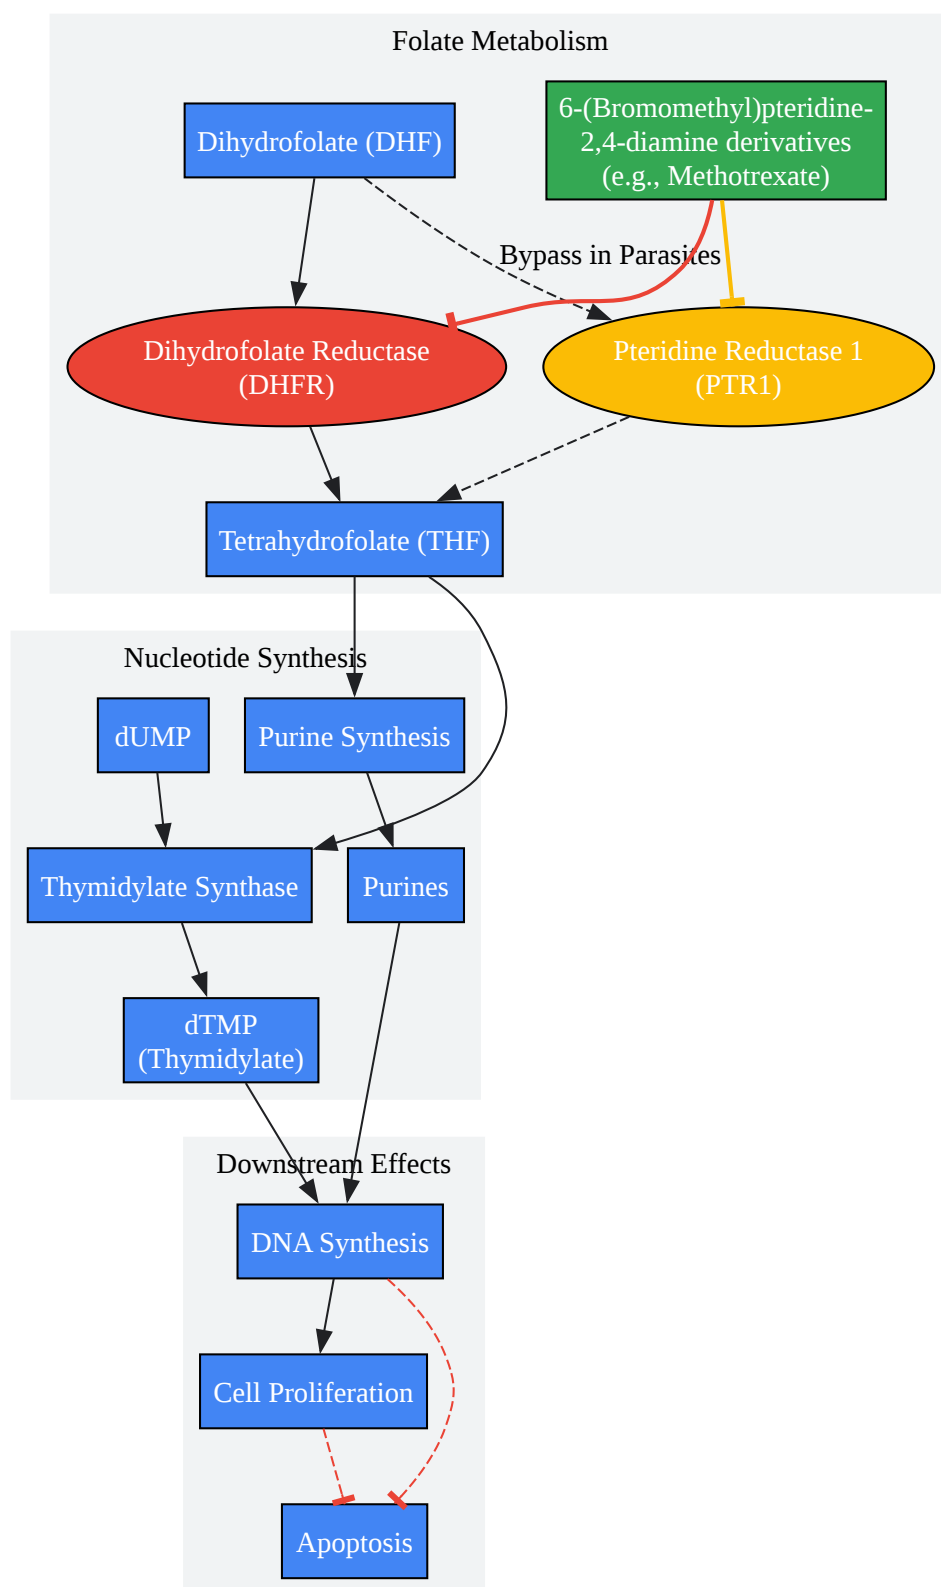 Folate Metabolism
Dihydrofolate (DHF)
6-(Bromomethyl)pteridine-
2,4-diamine derivatives
(e.g., Methotrexate)
Bypass in Parasites
Dihydrofolate Reductase
(DHFR)
Pteridine Reductase 1
(PTR1)
Tetrahydrofolate (THF)
Nucleotide Synthesis
dUMP
Purine Synthesis
Thymidylate Synthase
Purines
dTMP
(Thymidylate)
Downstream Effects
DNA Synthesis
Cell Proliferation
Apoptosis